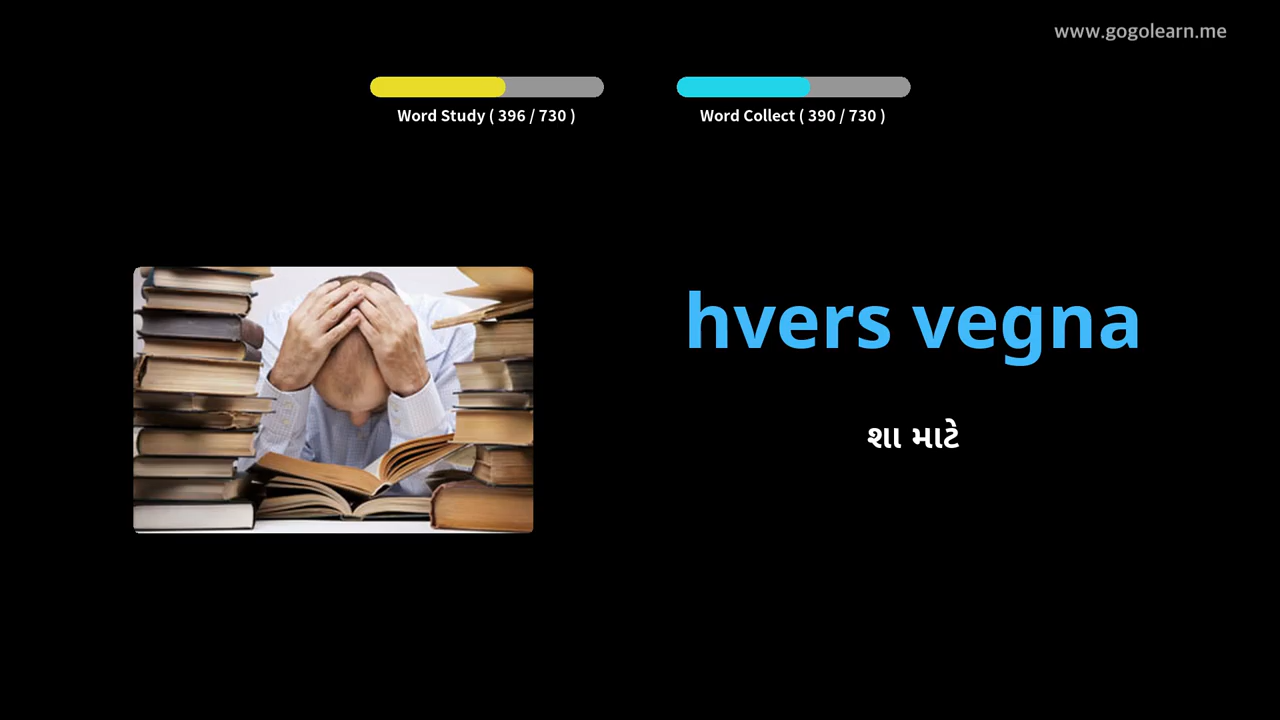 www.gogolearn.me
Word Study ( 396 / 730 )
Word Collect ( 390 / 730 )
hvers vegna
શા માટે